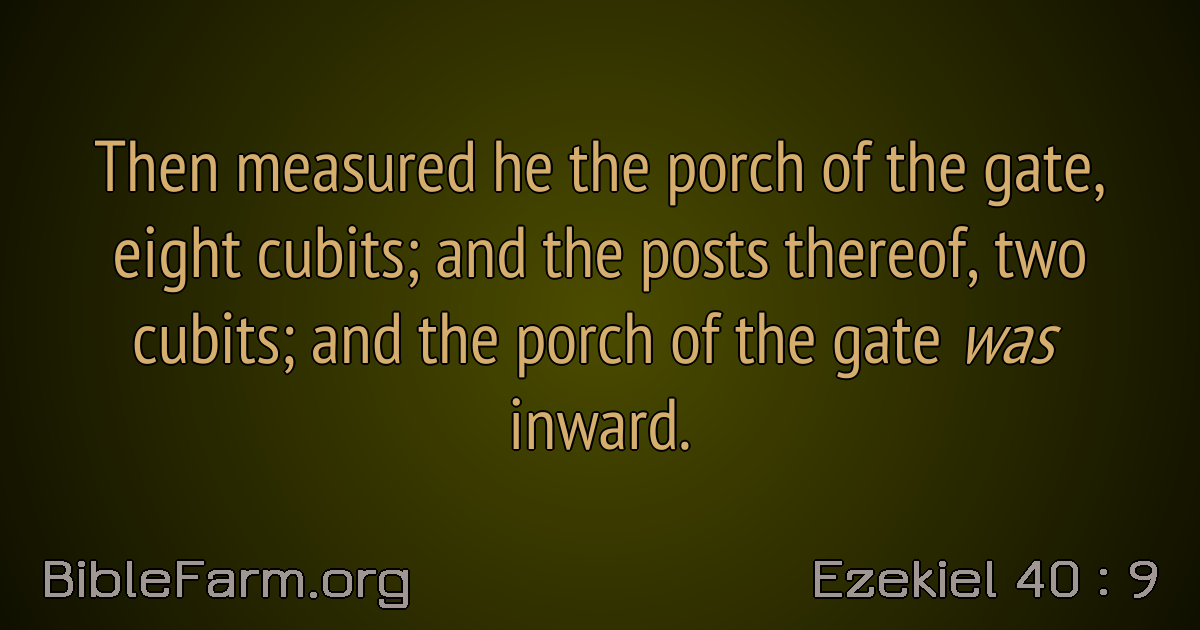 Then measured he the porch of the gate,
eight cubits; and the posts thereof, two
cubits; and the porch of the gate was
inward.
BibleFarm.org
Ezekiel 40 : 9